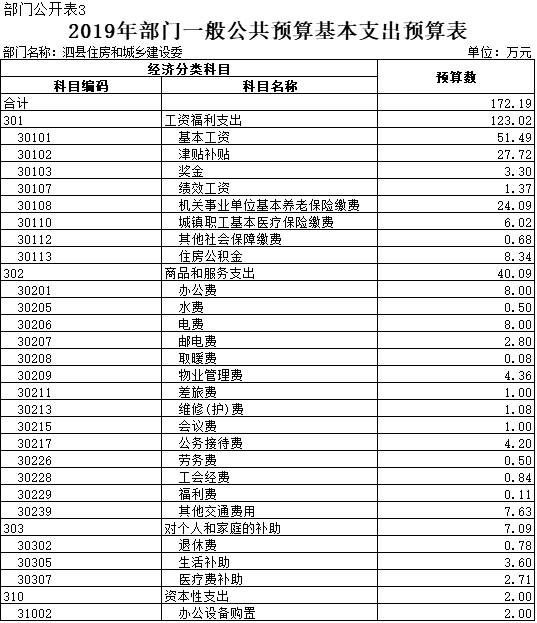 部门公开表3
2019年部门一般公共预算基本支出预算表
部门名称：泗县住房和城乡建设委 单位：万元
经济分类科目 预算数
科目编码 科目名称
合计 172.19
301 工资福利支出 123.02
30101 基本工资 51.49
30102 津贴补贴 27.72
30103 奖金 3.30
30107 绩效工资 1.37
30108 机关事业单位基本养老保险缴费 24.09
30110 城镇职工基本医疗保险缴费 6.02
30112 其他社会保障缴费 0.68
30113 住房公积金 8.34
302 商品和服务支出 40.09
30201 办公费 8.00
30205 水费 0.50
30206 电费 8.00
30207 邮电费 2.80
30208 取暖费 0.08
30209 物业管理费 4.36
30211 差旅费 1.00
30213 维修(护)费 1.08
30215 会议费 1.00
30217 公务接待费 4.20
30226 劳务费 0.50
30228 工会经费 0.84
30229 福利费 0.11
30239 其他交通费用 7.63
303 对个人和家庭的补助 7.09
30302 退休费 0.78
30305 生活补助 3.60
30307 医疗费补助 2.71
310 资本性支出 2.00
31002 办公设备购置 2.00